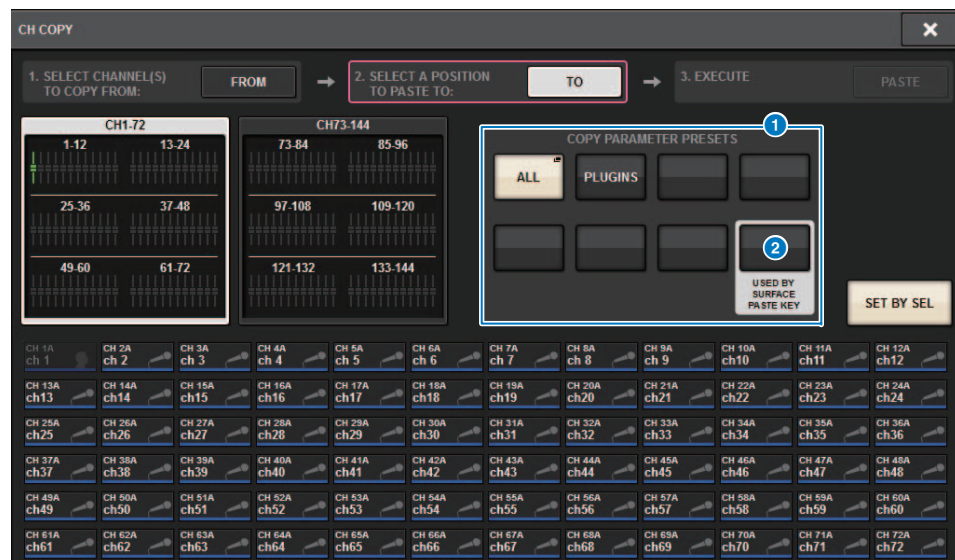 CH COPY
1. SELECT CHANNEL(S)
TO COPY FROM:
FROM
2. SELECT A POSITION
TO PASTE TO:
TO
3. EXECUTE
PASTE
CH1-72
1-12 13-24
25-36 37-48
49-60 61-72
CH73-144
73-84 85-96
97-108 109-120
121-132 133-144
1
COPY PARAMETER PRESETS
ALL
PLUGINS
2
USED BY
SURFACE
PASTE KEY
SET BY SEL
CH 1A CH 2A CH 3A CH 4A CH 5A CH 6A CH 7A CH 8A CH 9A CH 10A CH 11A CH 12A
ch 1 ch 2 ch 3 ch 4 ch 5 ch 6 ch 7 ch 8 ch 9 ch10 ch11 ch12
CH 13A CH 14A CH 15A CH 16A CH 17A CH 18A CH 19A CH 20A CH 21A CH 22A CH 23A CH 24A
ch13 ch14 ch15 ch16 ch17 ch18 ch19 ch20 ch21 ch22 ch23 ch24
CH 25A CH 26A CH 27A CH 28A CH 29A CH 30A CH 31A CH 32A CH 33A CH 34A CH 35A CH 36A
ch25 ch26 ch27 ch28 ch29 ch30 ch31 ch32 ch33 ch34 ch35 ch36
CH 37A CH 38A CH 39A CH 40A CH 41A CH 42A CH 43A CH 44A CH 45A CH 46A CH 47A CH 48A
ch37 ch38 ch39 ch40 ch41 ch42 ch43 ch44 ch45 ch46 ch47 ch48
CH 49A CH 50A CH 51A CH 52A CH 53A CH 54A CH 55A CH 56A CH 57A CH 58A CH 59A CH 60A
ch49 ch50 ch51 ch52 ch53 ch54 ch55 ch56 ch57 ch58 ch59 ch60
CH 61A CH 62A CH 63A CH 64A CH 65A CH 66A CH 67A CH 68A CH 69A CH 70A CH 71A CH 72A
ch61 ch62 ch63 ch64 ch65 ch66 ch67 ch68 ch69 ch70 ch71 ch72